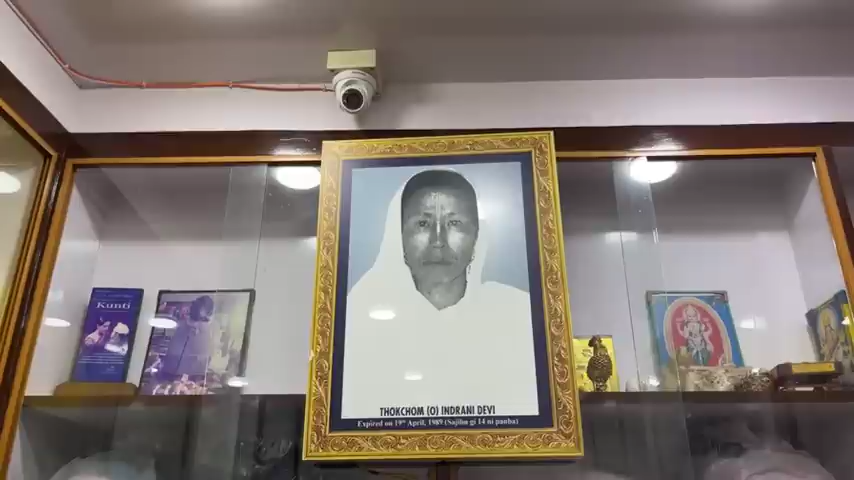 Kunti
THOKCHOM (O) INDRANI DEVI
Expired on 19th April, 1989 (Sajibu gi 14 ni panba)